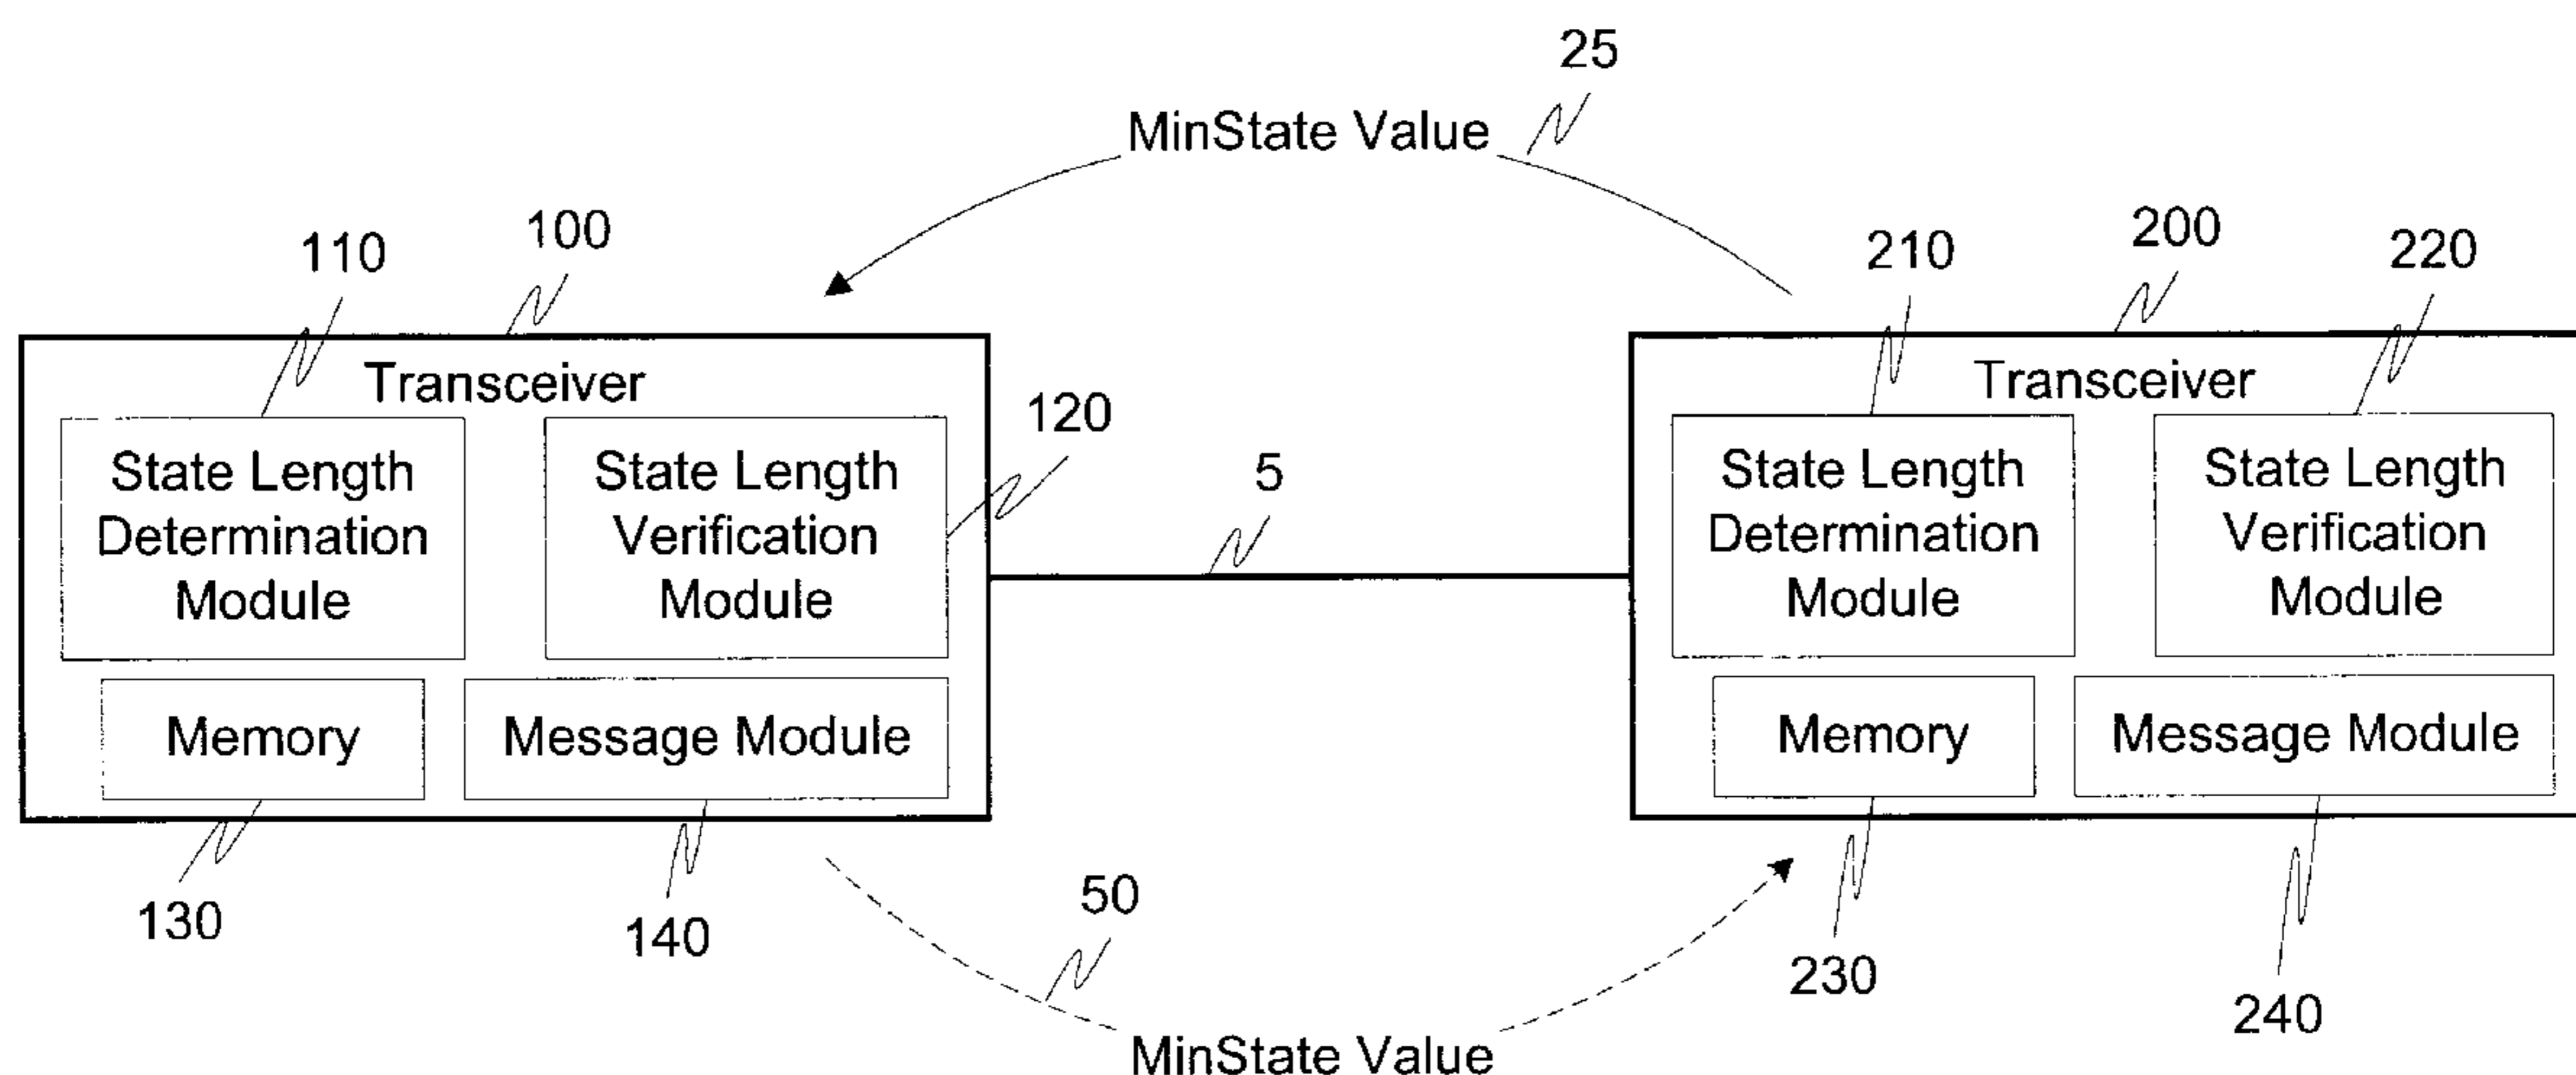 25
MinState Value
100
200
110
210
220
Transceiver
Transceiver
120
State Length
Determination
Module
State Length
Verification
Module
5
State Length
Determination
Module
State Length
Verification
Module
Memory
Message Module
Memory
Message Module
130
140
50
230
240
MinState Value